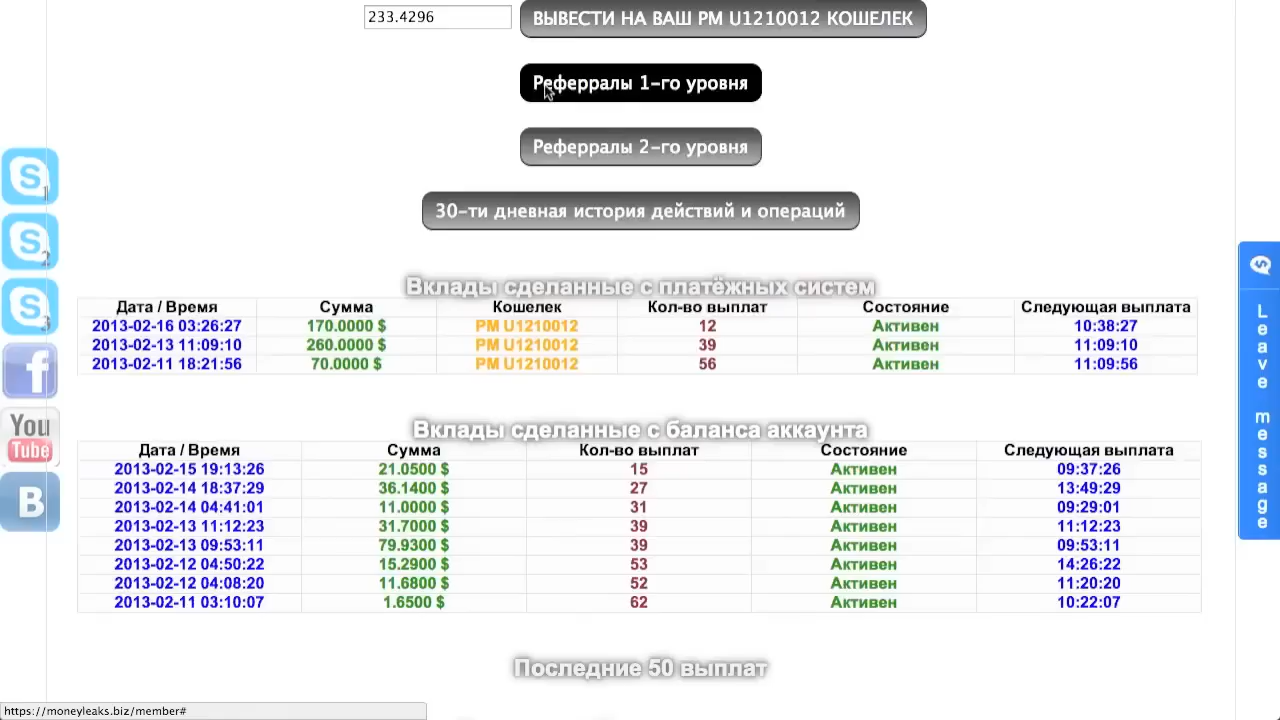 233.4296 ВЫВЕСТИ НА ВАШ PM U1210012 КОШЕЛЕК
Реферралы 1-го уровня
Реферралы 2-го уровня
30-ти дневная история действий и операций
Вклады сделанные с платёжных систем
Дата / Время Сумма Кошелек Кол-во выплат Состояние Следующая выплата
2013-02-16 03:26:27 170.0000 $ PM U1210012 12 Активен 10:38:27
2013-02-13 11:09:10 260.0000 $ PM U1210012 39 Активен 11:09:10
2013-02-11 18:21:56 70.0000 $ PM U1210012 56 Активен 11:09:56
Вклады сделанные с баланса аккаунта
Дата / Время Сумма Кол-во выплат Состояние Следующая выплата
2013-02-15 19:13:26 21.0500 $ 15 Активен 09:37:26
2013-02-14 18:37:29 36.1400 $ 27 Активен 13:49:29
2013-02-14 04:41:01 11.0000 $ 31 Активен 09:29:01
2013-02-13 11:12:23 31.7000 $ 39 Активен 11:12:23
2013-02-13 09:53:11 79.9300 $ 39 Активен 09:53:11
2013-02-12 04:50:22 15.2900 $ 53 Активен 14:26:22
2013-02-12 04:08:20 11.6800 $ 52 Активен 11:20:20
2013-02-11 03:10:07 1.6500 $ 62 Активен 10:22:07
Последние 50 выплат
https://moneyleaks.biz/member#
S 1
S 2
S 3
f
You
Tube
B
Leave message